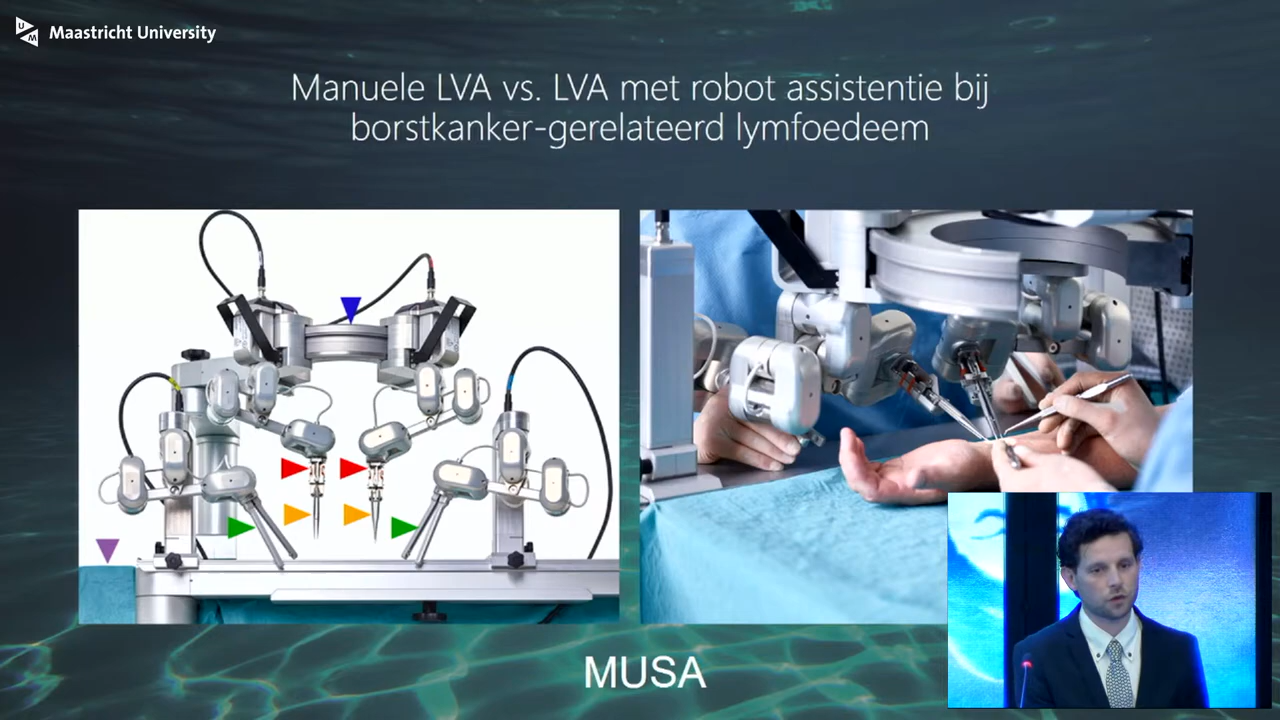 Maastricht University
Manuele LVA vs. LVA met robot assistentie bij
borstkanker-gerelateerd lymfoedeem
MUSA